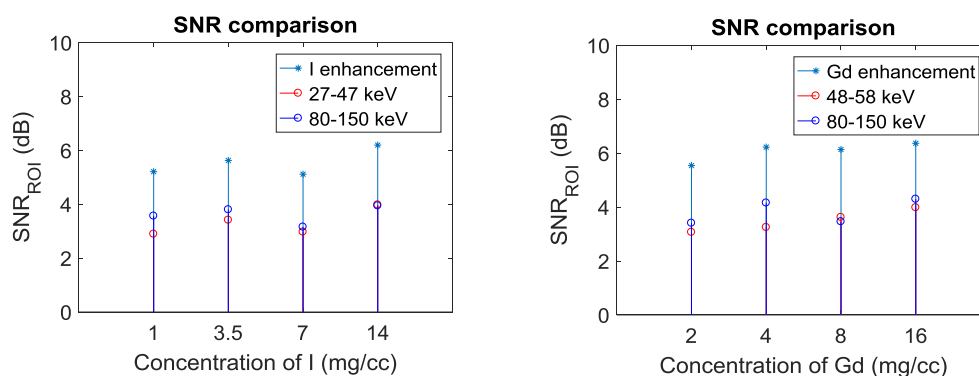 SNR comparison
10
8
6
4
2
0
SNR_ROI (dB)
I enhancement
27-47 keV
80-150 keV
1 3.5 7 14
Concentration of I (mg/cc)
SNR comparison
10
8
6
4
2
0
SNR_ROI (dB)
Gd enhancement
48-58 keV
80-150 keV
2 4 8 16
Concentration of Gd (mg/cc)